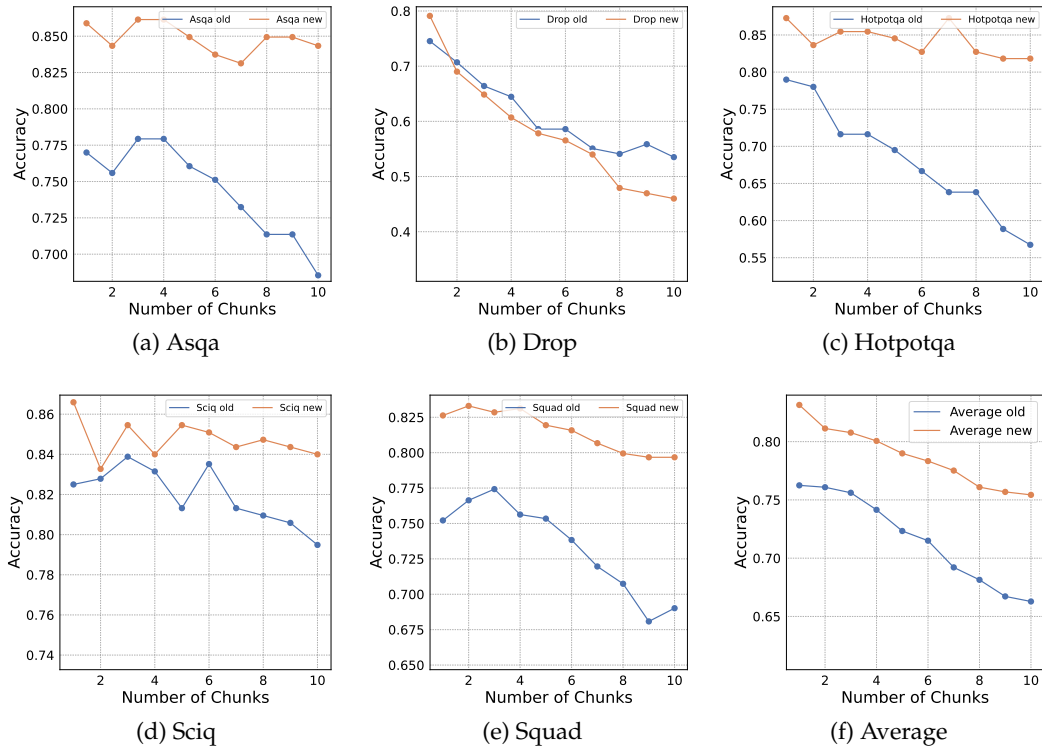 Asqa old
Asqa new
0.850
0.825
0.800
0.775
0.750
0.725
0.700
Accuracy
2 4 6 8 10
Number of Chunks
(a) Asqa
Drop old
Drop new
0.8
0.7
0.6
0.5
0.4
Accuracy
2 4 6 8 10
Number of Chunks
(b) Drop
Hotpotqa old
Hotpotqa new
0.85
0.80
0.75
0.70
0.65
0.60
0.55
Accuracy
2 4 6 8 10
Number of Chunks
(c) Hotpotqa
Sciq old
Sciq new
0.86
0.84
0.82
0.80
0.78
0.76
0.74
Accuracy
2 4 6 8 10
Number of Chunks
(d) Sciq
Squad old
Squad new
0.825
0.800
0.775
0.750
0.725
0.700
0.675
0.650
Accuracy
2 4 6 8 10
Number of Chunks
(e) Squad
Average old
Average new
0.80
0.75
0.70
0.65
Accuracy
2 4 6 8 10
Number of Chunks
(f) Average